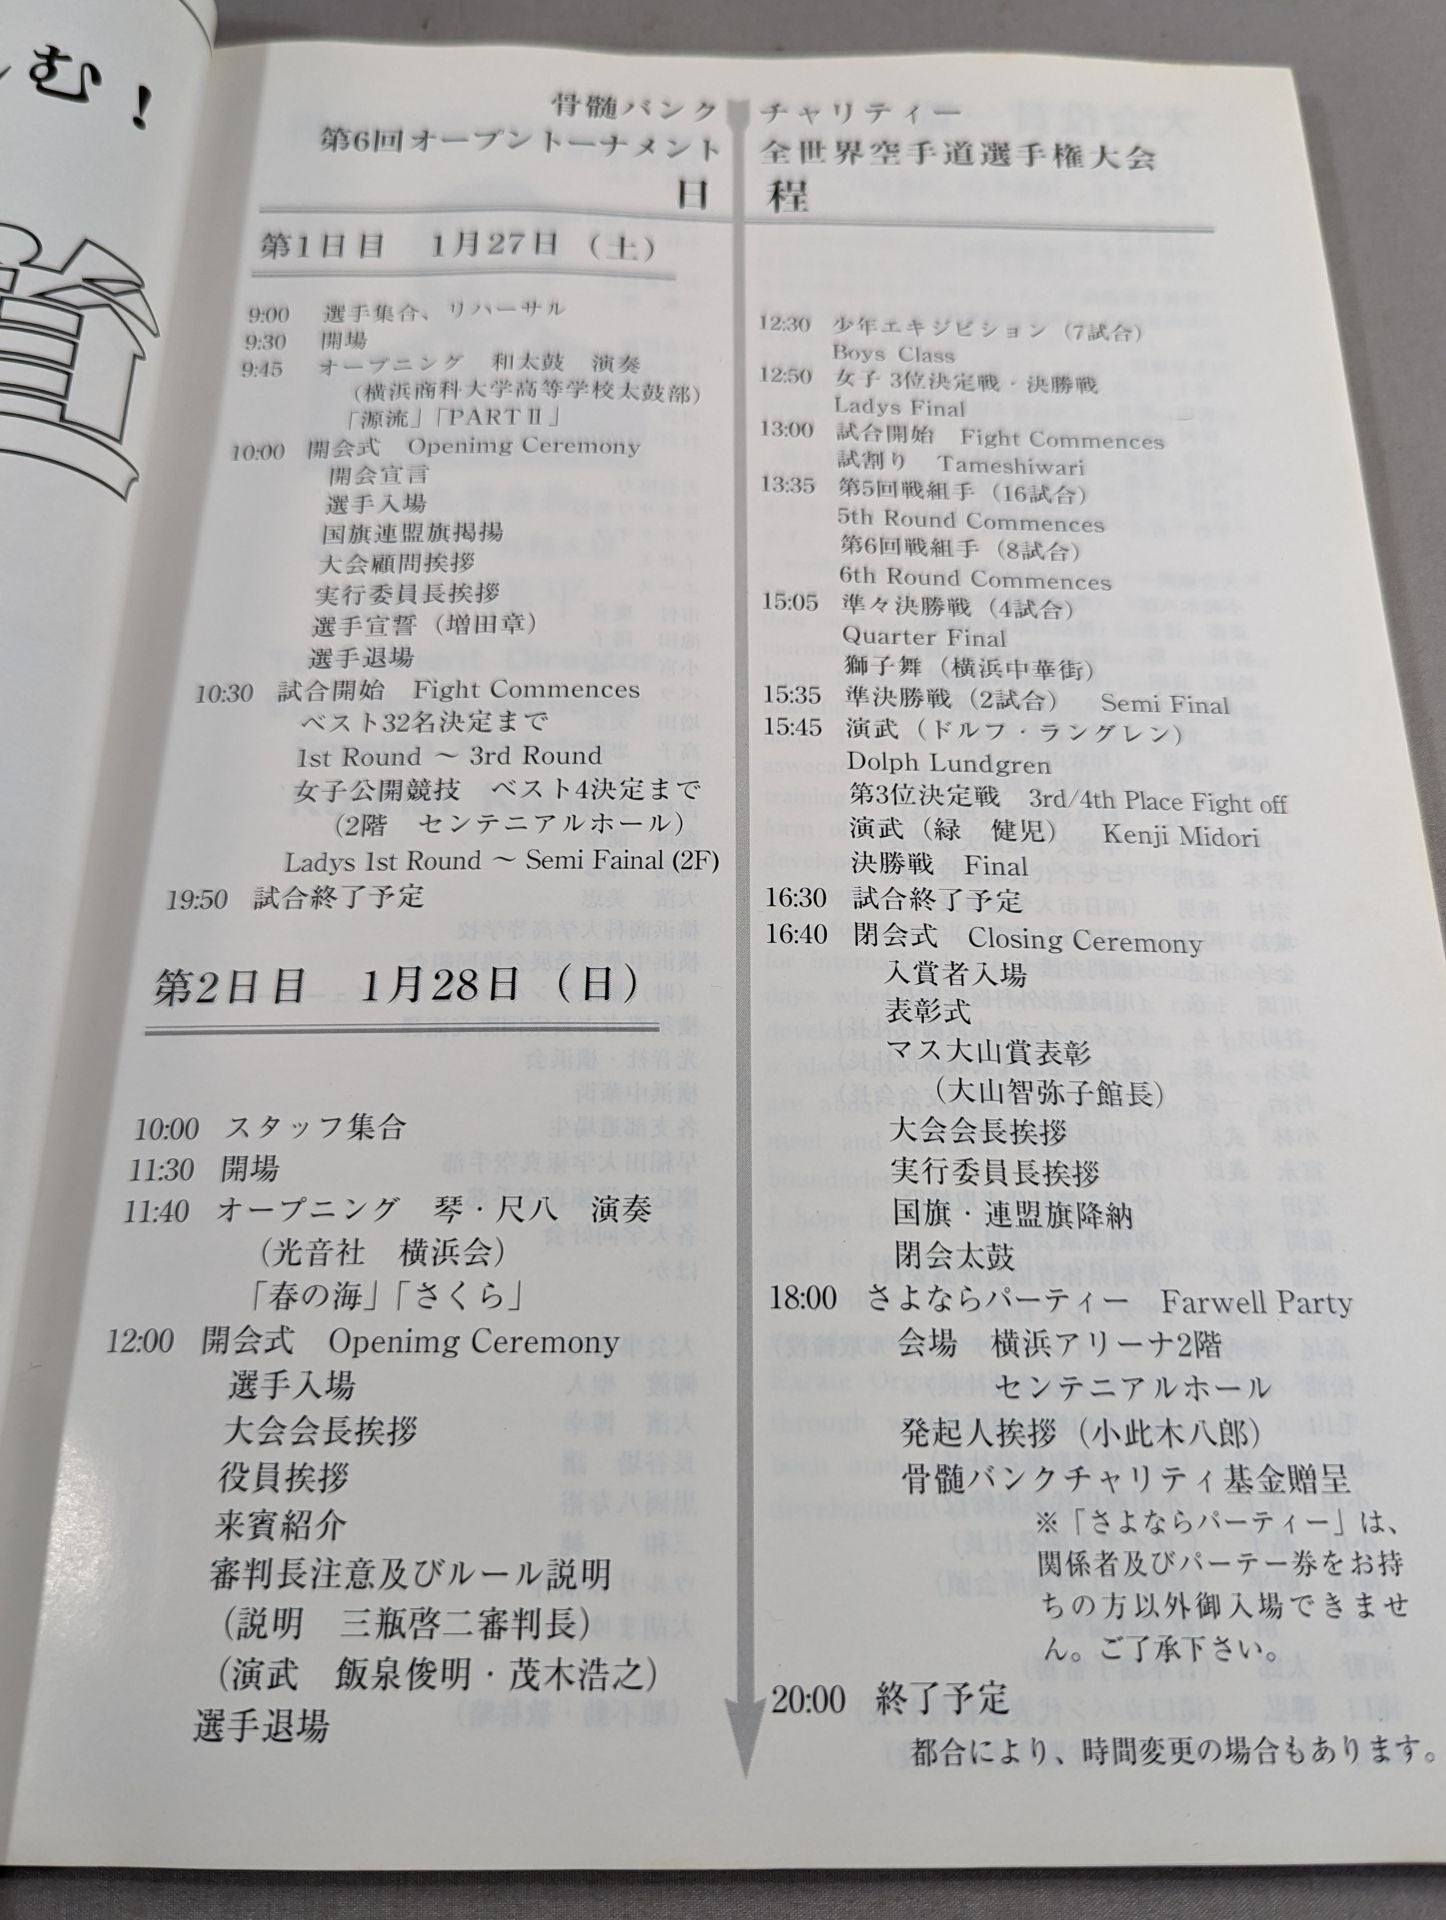 む！
骨髄バンク チャリティー
第6回オープントーナメント 全世界空手道選手権大会
日 程
第1日目 1月27日（土）
9:00 選手集合、リハーサル
9:30 開場
9:45 オープニング 和太鼓 演奏
（横浜商科大学高等学校太鼓部）
「源流」「PARTⅡ」
10:00 開会式 Openimg Ceremony
開会宣言
選手入場
国旗連盟旗掲揚
大会顧問挨拶
実行委員長挨拶
選手宣誓（増田章）
選手退場
10:30 試合開始 Fight Commences
ベスト32名決定まで
1st Round ～ 3rd Round
女子公開競技 ベスト4決定まで
（2階 センテニアルホール）
Ladys 1st Round ～ Semi Fainal (2F)
19:50 試合終了予定
第2日目 1月28日（日）
10:00 スタッフ集合
11:30 開場
11:40 オープニング 琴・尺八 演奏
（光音社 横浜会）
「春の海」「さくら」
12:00 開会式 Openimg Ceremony
選手入場
大会会長挨拶
役員挨拶
来賓紹介
審判長注意及びルール説明
（説明 三瓶啓二審判長）
（演武 飯泉俊明・茂木浩之）
選手退場
12:30 少年エキジビション（7試合）
Boys Class
12:50 女子 3位決定戦・決勝戦
Ladys Final
13:00 試合開始 Fight Commences
試割り Tameshiwari
13:35 第5回戦組手（16試合）
5th Round Commences
第6回戦組手（8試合）
6th Round Commences
15:05 準々決勝戦（4試合）
Quarter Final
獅子舞（横浜中華街）
15:35 準決勝戦（2試合） Semi Final
15:45 演武（ドルフ・ラングレン）
Dolph Lundgren
第3位決定戦 3rd/4th Place Fight off
演武（緑 健児） Kenji Midori
決勝戦 Final
16:30 試合終了予定
16:40 閉会式 Closing Ceremony
入賞者入場
表彰式
マス大山賞表彰
（大山智弥子館長）
大会会長挨拶
実行委員長挨拶
国旗・連盟旗降納
閉会太鼓
18:00 さよならパーティー Farwell Party
会場 横浜アリーナ2階
センテニアルホール
発起人挨拶（小此木八郎）
骨髄バンクチャリティ基金贈呈
※「さよならパーティー」は、
関係者及びパーテー券をお持
ちの方以外御入場できませ
ん。ご了承下さい。
20:00 終了予定
都合により、時間変更の場合もあります。